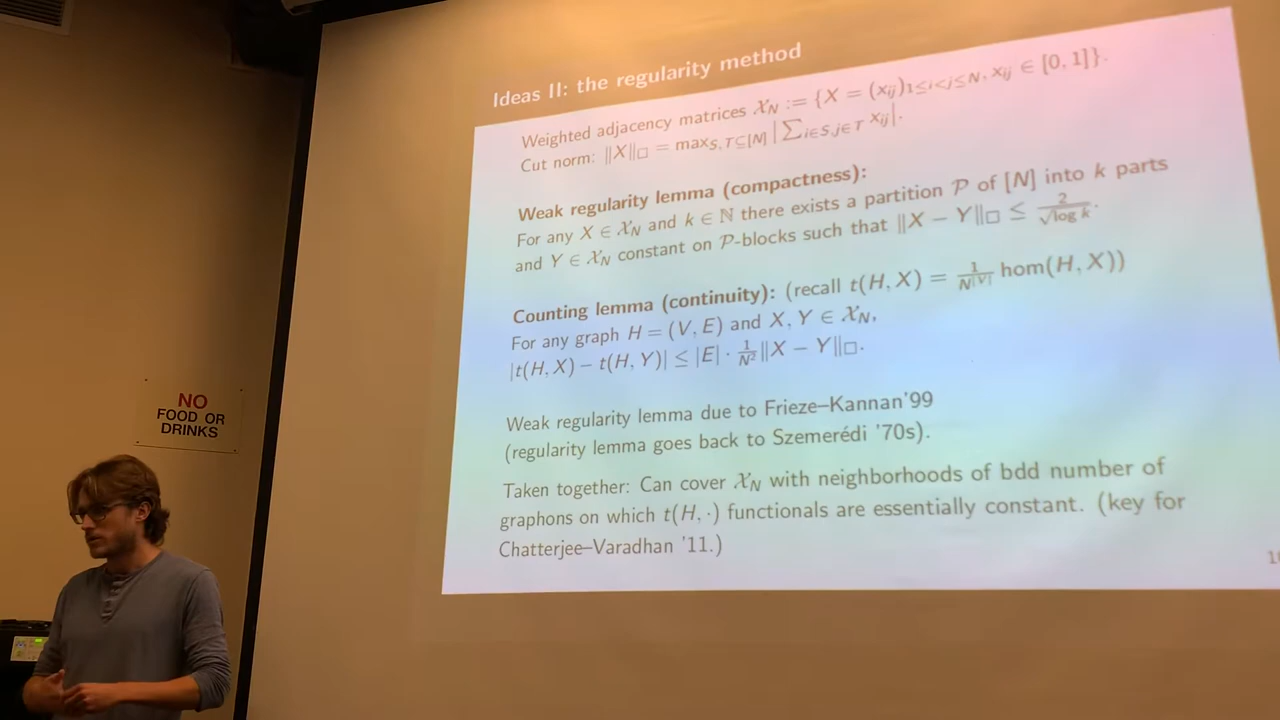 Ideas II: the regularity method
Weighted adjacency matrices 𝒳_N := {X = (x_ij)_{1≤i<j≤N}, x_ij ∈ [0, 1]}.
Cut norm: ‖X‖_□ = max_{S,T⊆[N]} |∑_{i∈S,j∈T} x_ij|.
Weak regularity lemma (compactness):
For any X ∈ 𝒳_N and k ∈ ℕ there exists a partition 𝒫 of [N] into k parts
and Y ∈ 𝒳_N constant on 𝒫-blocks such that ‖X − Y‖_□ ≤ 2/√log k.
Counting lemma (continuity): (recall t(H, X) = 1/N^|V| hom(H, X))
For any graph H = (V, E) and X, Y ∈ 𝒳_N,
|t(H, X) − t(H, Y)| ≤ |E| · 1/N² ‖X − Y‖_□.
Weak regularity lemma due to Frieze–Kannan'99
(regularity lemma goes back to Szemerédi '70s).
Taken together: Can cover 𝒳_N with neighborhoods of bdd number of
graphons on which t(H, ·) functionals are essentially constant. (key for
Chatterjee–Varadhan '11.)
NO
FOOD OR
DRINKS